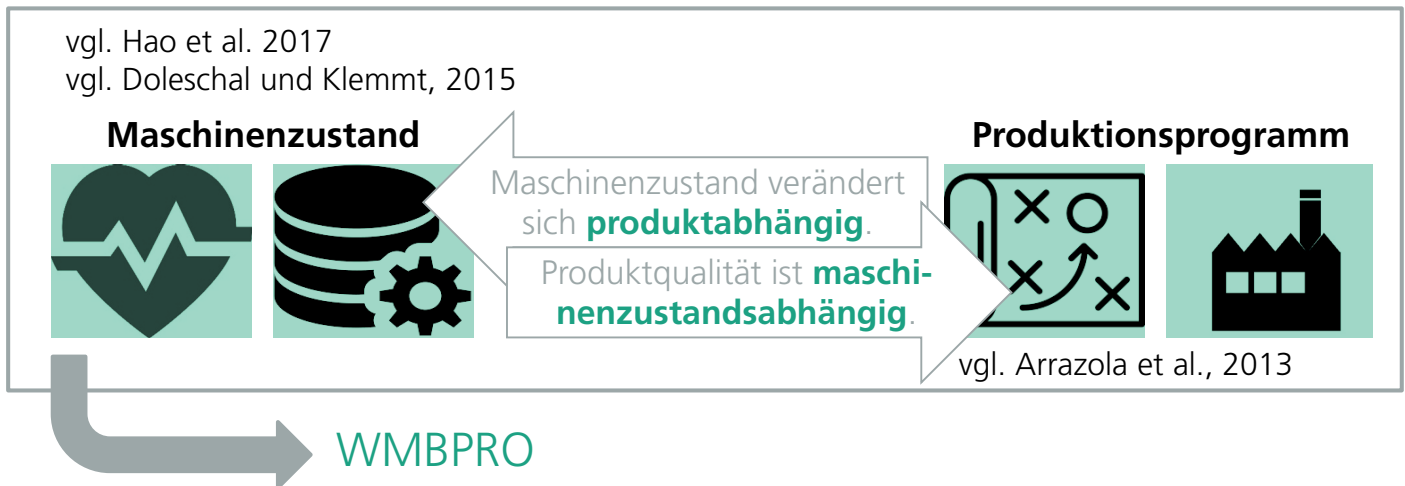 vgl. Hao et al. 2017
vgl. Doleschal und Klemmt, 2015
Maschinenzustand
Produktionsprogramm
Maschinenzustand verändert
sich produktabhängig.
Produktqualität ist maschi-
nenzustandsabhängig.
vgl. Arrazola et al., 2013
WMBPRO